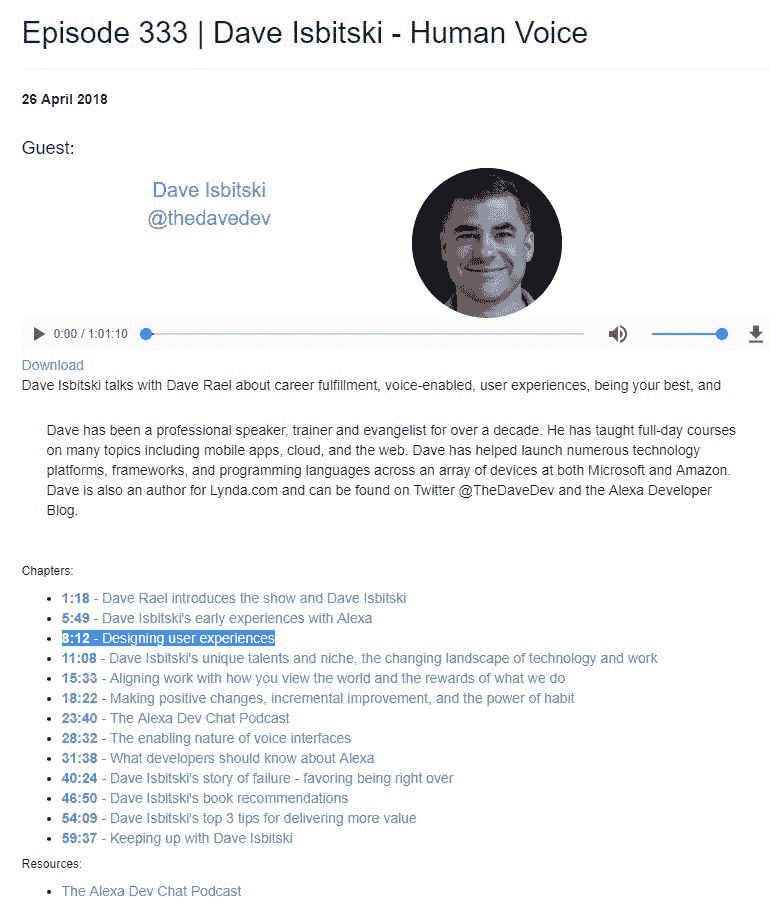 Episode 333 | Dave Isbitski - Human Voice
26 April 2018
Guest:
Dave Isbitski
@thedavedev
0:00 / 1:01:10
Download
Dave Isbitski talks with Dave Rael about career fulfillment, voice-enabled, user experiences, being your best, and
Dave has been a professional speaker, trainer and evangelist for over a decade. He has taught full-day courses
on many topics including mobile apps, cloud, and the web. Dave has helped launch numerous technology
platforms, frameworks, and programming languages across an array of devices at both Microsoft and Amazon.
Dave is also an author for Lynda.com and can be found on Twitter @TheDaveDev and the Alexa Developer
Blog.
Chapters:
1:18 - Dave Rael introduces the show and Dave Isbitski
5:49 - Dave Isbitski's early experiences with Alexa
8:12 - Designing user experiences
11:08 - Dave Isbitski's unique talents and niche, the changing landscape of technology and work
15:33 - Aligning work with how you view the world and the rewards of what we do
18:22 - Making positive changes, incremental improvement, and the power of habit
23:40 - The Alexa Dev Chat Podcast
28:32 - The enabling nature of voice interfaces
31:38 - What developers should know about Alexa
40:24 - Dave Isbitski's story of failure - favoring being right over
46:50 - Dave Isbitski's book recommendations
54:09 - Dave Isbitski's top 3 tips for delivering more value
59:37 - Keeping up with Dave Isbitski
Resources:
The Alexa Dev Chat Podcast